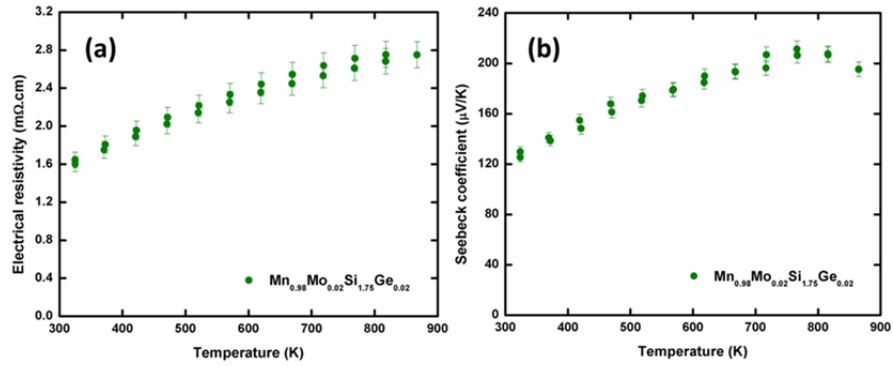 (a)
Electrical resistivity (mΩ.cm)
3.2
2.8
2.4
2.0
1.6
1.2
0.8
0.4
0.0
Mn₀.₉₈Mo₀.₀₂Si₁.₇₅Ge₀.₀₂
300 400 500 600 700 800 900
Temperature (K)
(b)
Seebeck coefficient (μV/K)
240
200
160
120
80
40
0
Mn₀.₉₈Mo₀.₀₂Si₁.₇₅Ge₀.₀₂
300 400 500 600 700 800 900
Temperature (K)